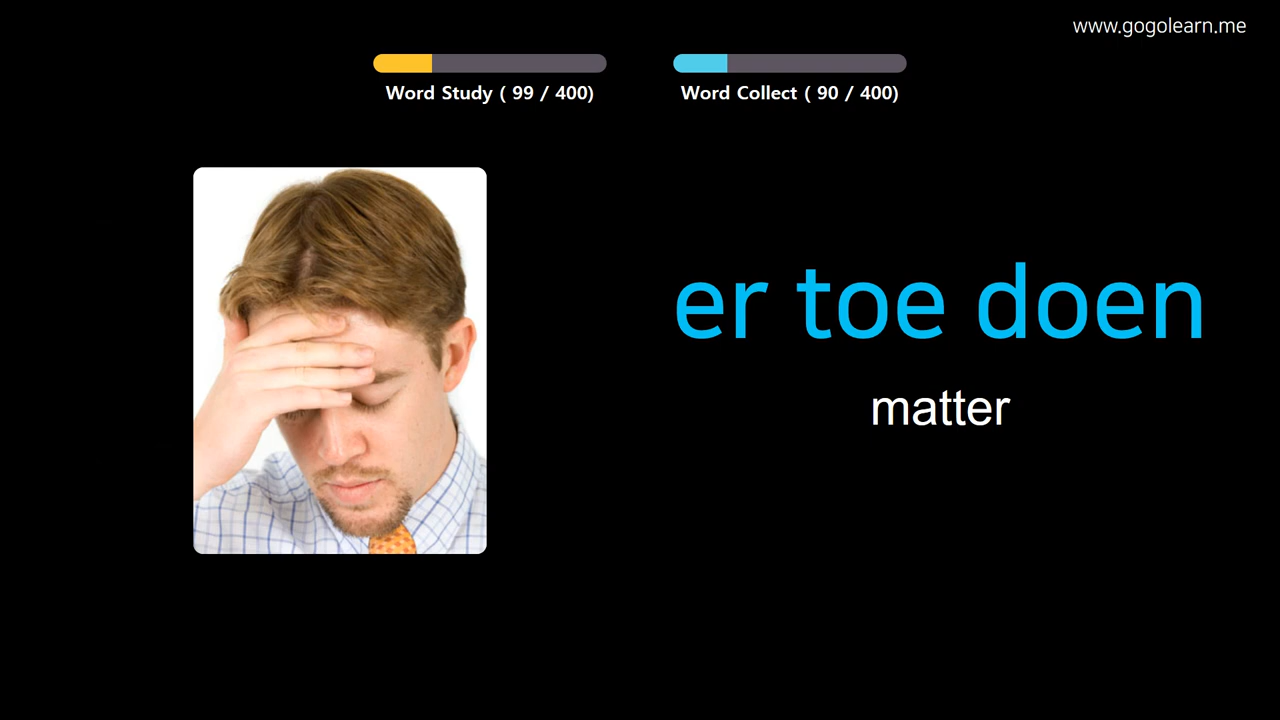 www.gogolearn.me
Word Study ( 99 / 400)
Word Collect ( 90 / 400)
er toe doen
matter